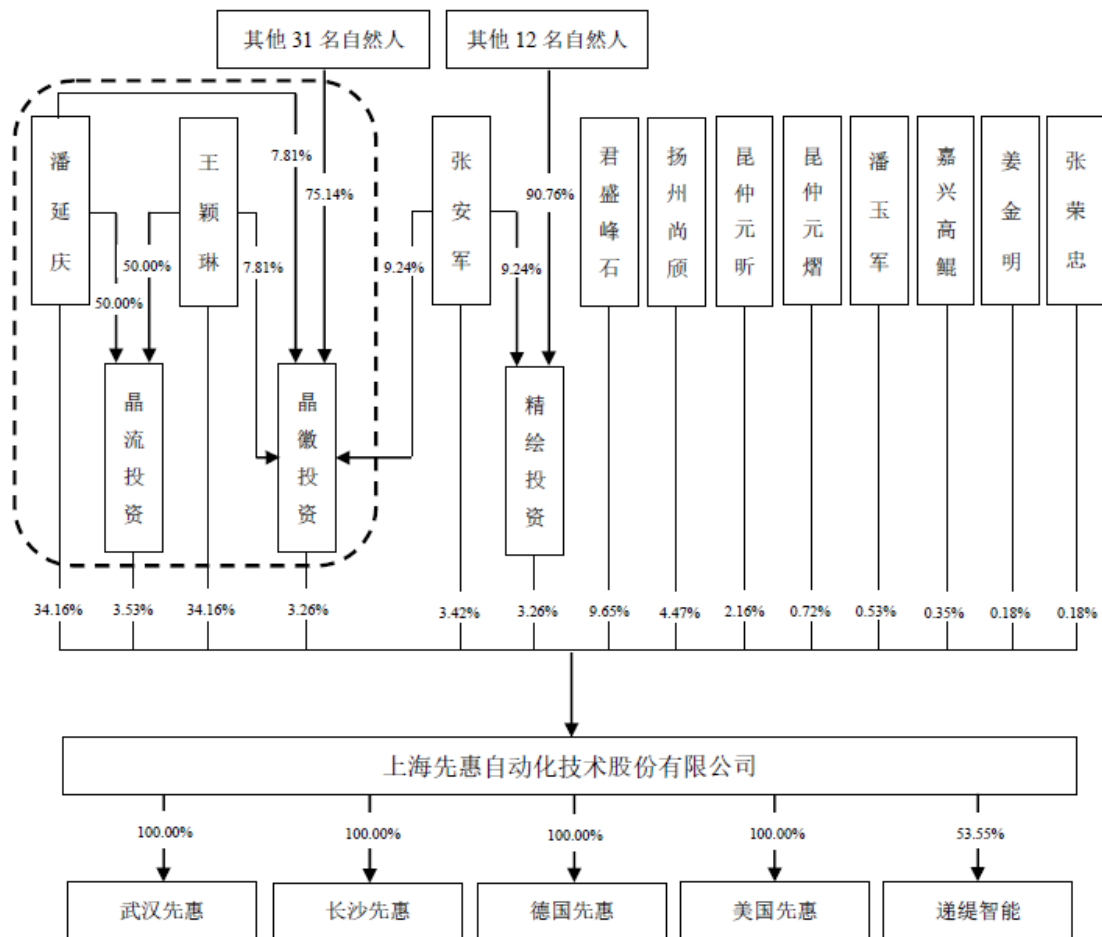 其他 31 名自然人
其他 12 名自然人
潘延庆
王颖琳
张安军
君盛峰石
扬州尚颀
昆仲元昕
昆仲元熠
潘玉军
嘉兴高鲲
姜金明
张荣忠
7.81%
75.14%
90.76%
50.00%
7.81%
9.24%
9.24%
50.00%
晶流投资
晶徽投资
精绘投资
34.16%
3.53%
34.16%
3.26%
3.42%
3.26%
9.65%
4.47%
2.16%
0.72%
0.53%
0.35%
0.18%
0.18%
上海先惠自动化技术股份有限公司
100.00%
100.00%
100.00%
100.00%
53.55%
武汉先惠
长沙先惠
德国先惠
美国先惠
递缇智能